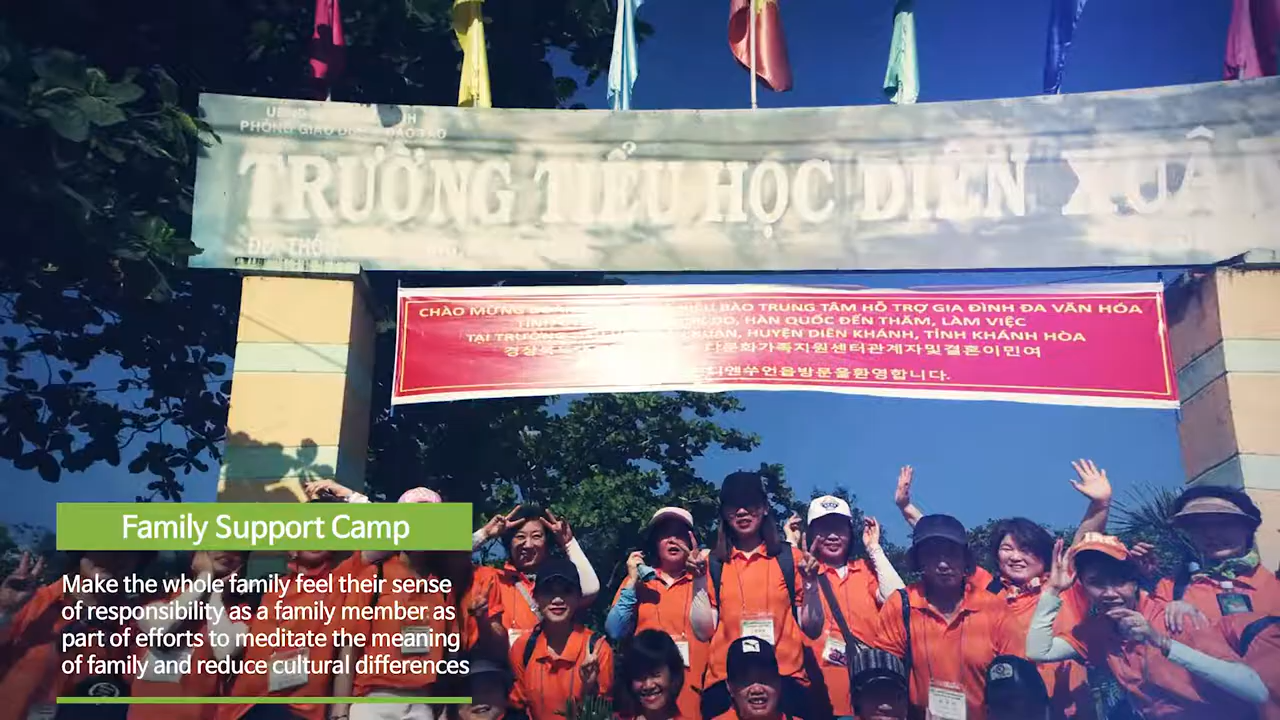 PHÒNG GIÁO DỤC ĐÀO TẠO
TRƯỜNG TIỂU HỌC DIÊN XUÂN
CHÀO MỪNG BÀO TRUNG TÂM HỖ TRỢ GIA ĐÌNH ĐA VĂN HÓA
HÀN QUỐC ĐẾN THĂM, LÀM VIỆC
TẠI TRƯỜNG XUÂN, HUYỆN DIÊN KHÁNH, TỈNH KHÁNH HÒA
다문화가족지원센터관계자및결혼이민여
방문을환영합니다.
Family Support Camp
Make the whole family feel their sense
of responsibility as a family member as
part of efforts to meditate the meaning
of family and reduce cultural differences